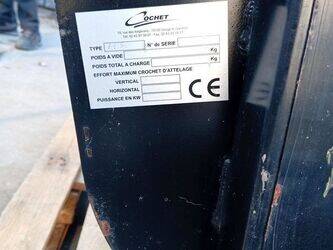 COCHET
TYPE N° de SERIE
POIDS A VIDE Kg
POIDS TOTAL A CHARGE Kg
EFFORT MAXIMUM CROCHET D'ATTELAGE
VERTICAL
HORIZONTAL
PUISSANCE EN KW
CE